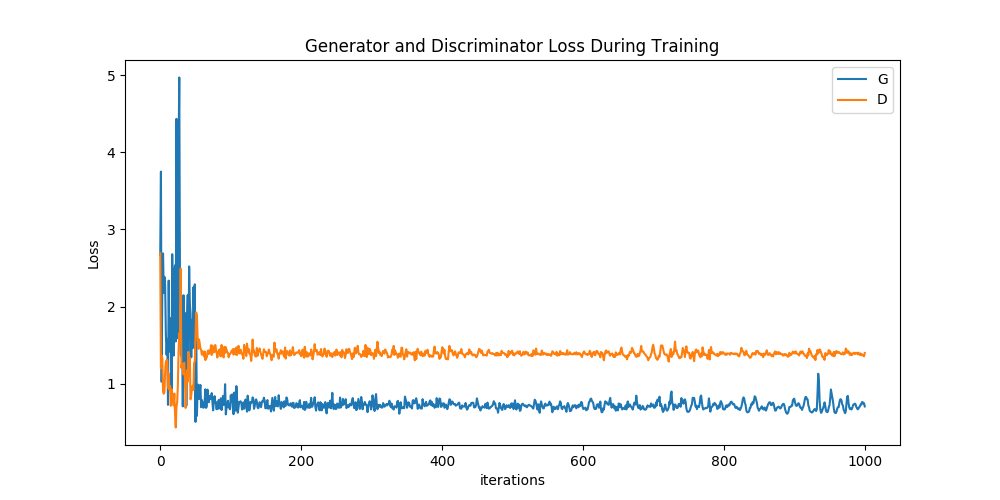 Generator and Discriminator Loss During Training
G
D
5
4
3
2
1
Loss
0
200
400
600
800
1000
iterations